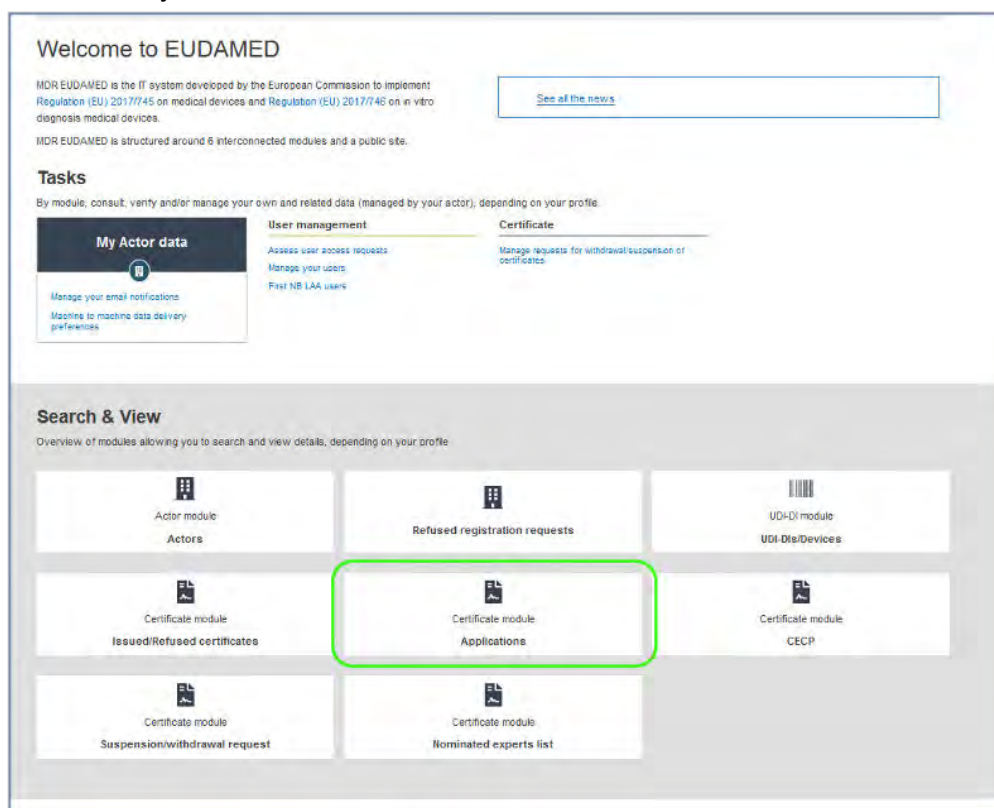 Welcome to EUDAMED
MDR EUDAMED is the IT system developed by the European Commission to implement
Regulation (EU) 2017/745 on medical devices and Regulation (EU) 2017/746 on in vitro
diagnosis medical devices.
MDR EUDAMED is structured around 6 interconnected modules and a public site.
See all the news
Tasks
By module, consult, verify and/or manage your own and related data (managed by your actor), depending on your profile.
My Actor data
Manage your email notifications
Machine to machine data delivery
preferences
User management
Assess user access requests
Manage your users
First NB LAA users
Certificate
Manage requests for withdrawal/suspension of
certificates
Search & View
Overview of modules allowing you to search and view details, depending on your profile
Actor module
Actors
Refused registration requests
UDI-DI module
UDI-DIs/Devices
Certificate module
Issued/Refused certificates
Certificate module
Applications
Certificate module
CECP
Certificate module
Suspension/withdrawal request
Certificate module
Nominated experts list